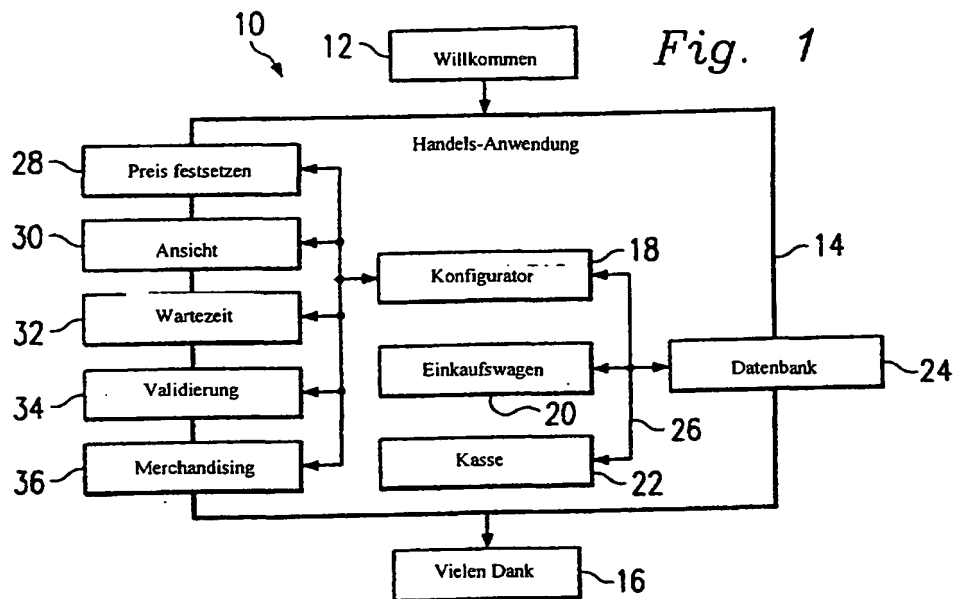 10
12
Willkommen
Fig. 1
Handels-Anwendung
28
Preis festsetzen
30
Ansicht
18
Konfigurator
14
32
Wartezeit
Einkaufswagen
20
Datenbank
24
34
Validierung
26
36
Merchandising
Kasse
22
Vielen Dank
16